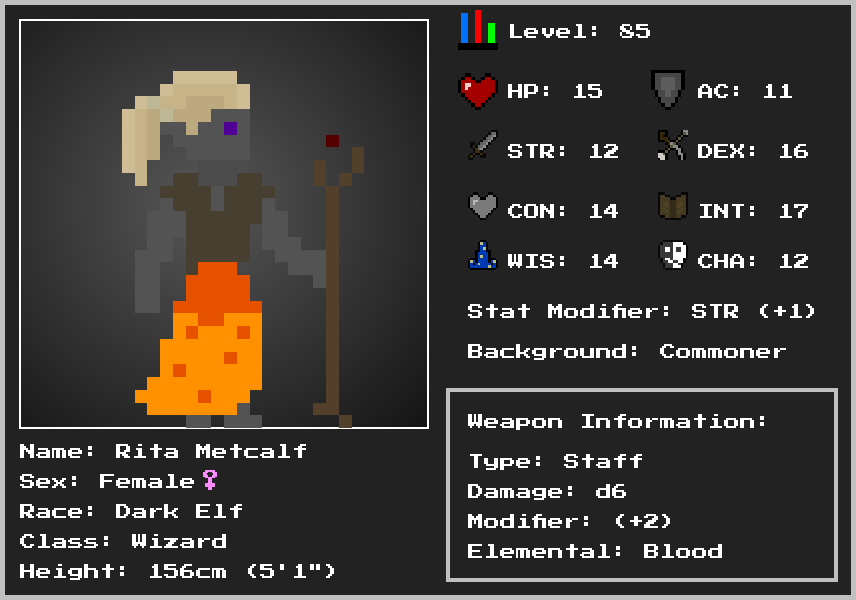 Level: 85
HP: 15
AC: 11
STR: 12
DEX: 16
CON: 14
INT: 17
WIS: 14
CHA: 12
Stat Modifier: STR (+1)
Background: Commoner
Weapon Information:
Type: Staff
Damage: d6
Modifier: (+2)
Elemental: Blood
Name: Rita Metcalf
Sex: Female♀
Race: Dark Elf
Class: Wizard
Height: 156cm (5'1")